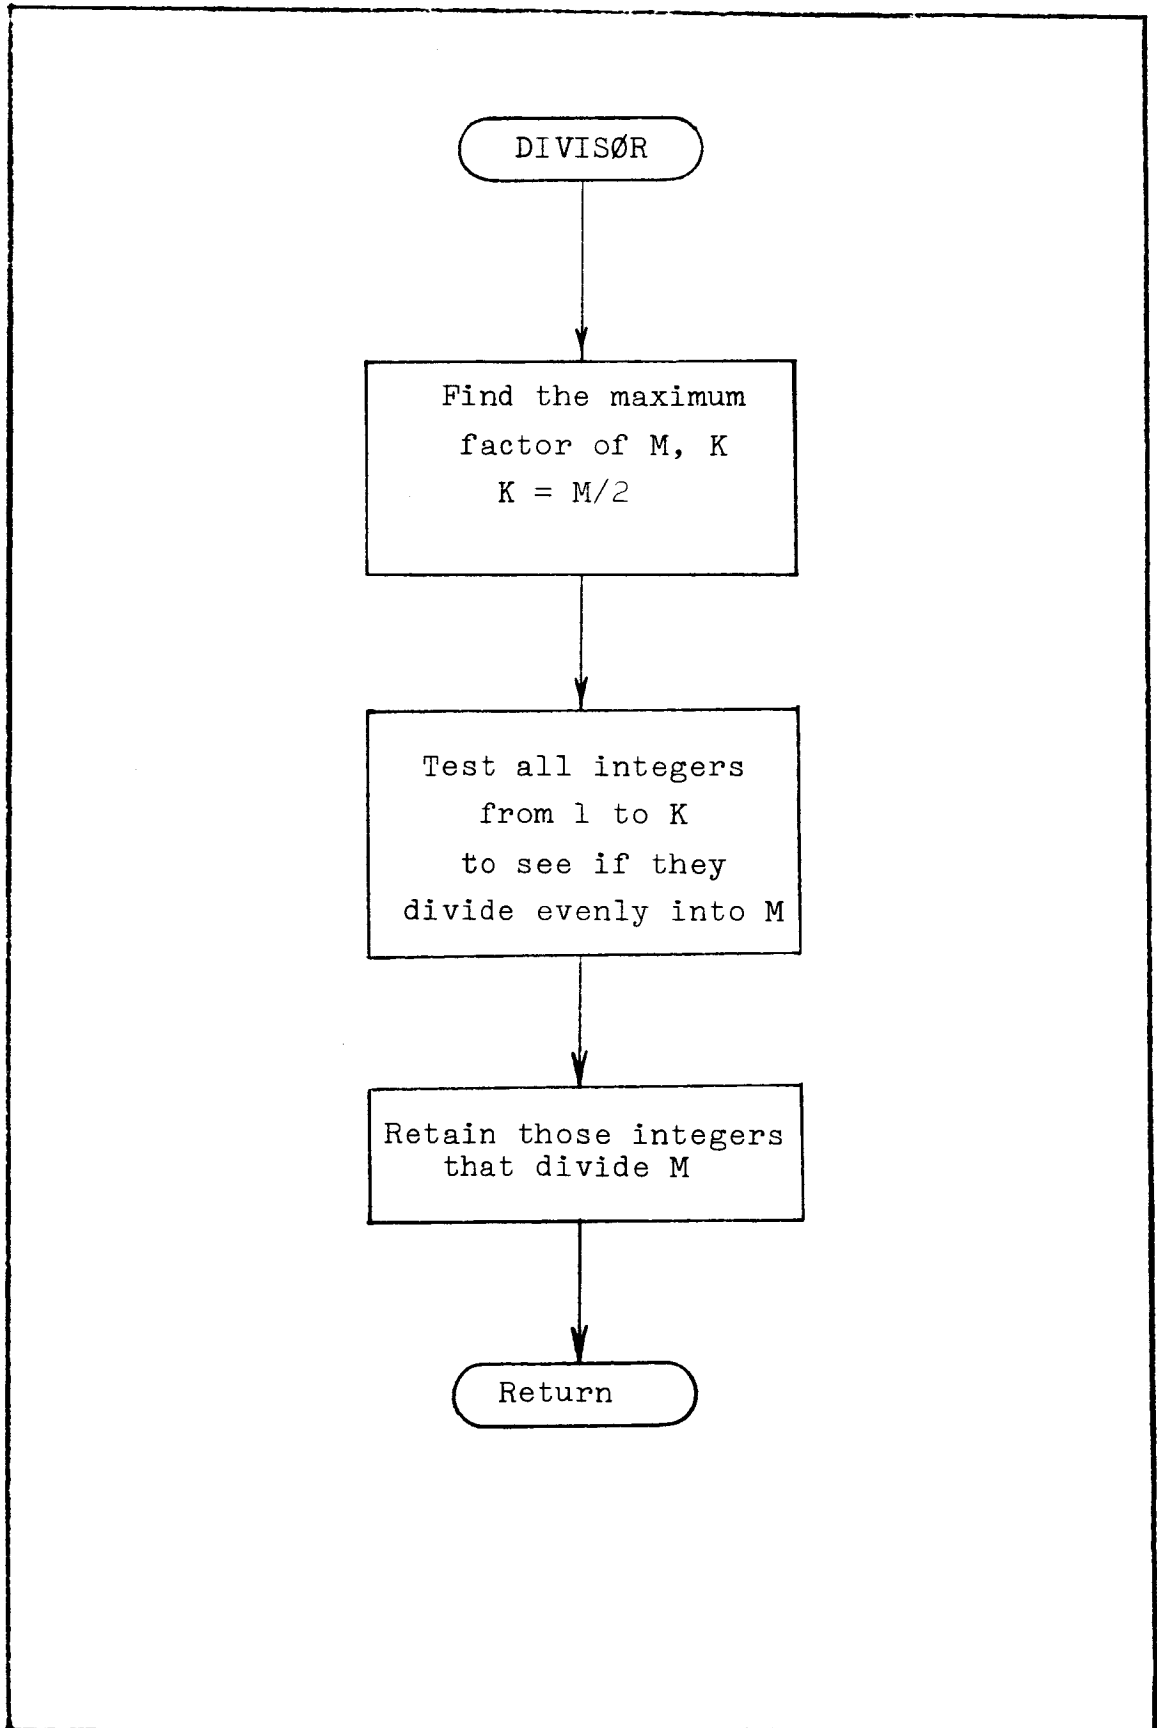 DIVISØR
Find the maximum
factor of M, K
K = M/2
Test all integers
from 1 to K
to see if they
divide evenly into M
Retain those integers
that divide M
Return